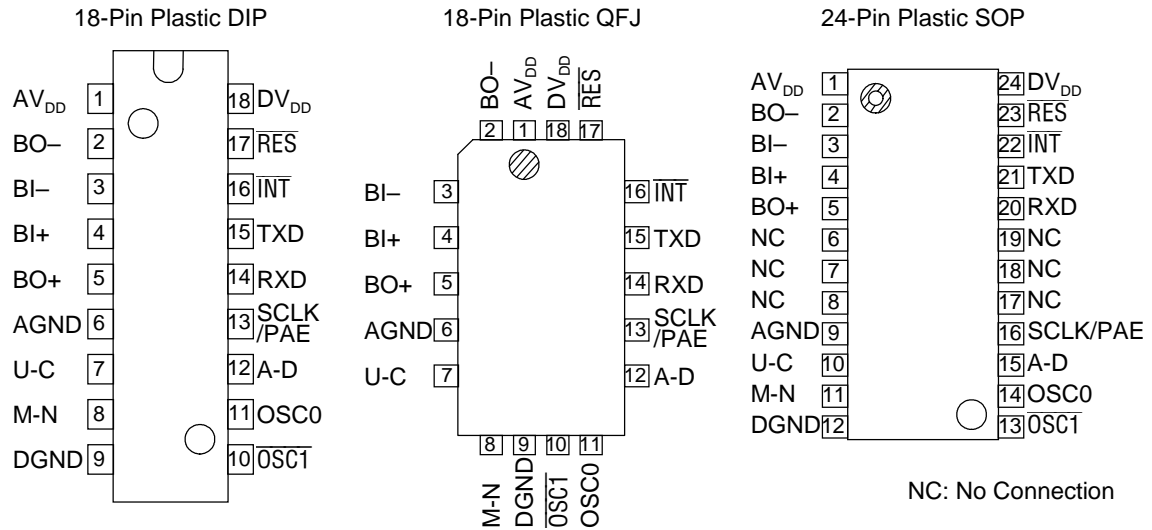 18-Pin Plastic DIP
AVDD 1
BO– 2
BI– 3
BI+ 4
BO+ 5
AGND 6
U-C 7
M-N 8
DGND 9
18 DVDD
17 RES
16 INT
15 TXD
14 RXD
13 SCLK
/PAE
12 A-D
11 OSC0
10 OSC1
18-Pin Plastic QFJ
BO– AVDD DVDD RES
2 1 18 17
BI– 3
BI+ 4
BO+ 5
AGND 6
U-C 7
16 INT
15 TXD
14 RXD
13 SCLK
/PAE
12 A-D
8 9 10 11
M-N DGND OSC1 OSC0
24-Pin Plastic SOP
AVDD 1
BO– 2
BI– 3
BI+ 4
BO+ 5
NC 6
NC 7
NC 8
AGND 9
U-C 10
M-N 11
DGND 12
24 DVDD
23 RES
22 INT
21 TXD
20 RXD
19 NC
18 NC
17 NC
16 SCLK/PAE
15 A-D
14 OSC0
13 OSC1
NC: No Connection